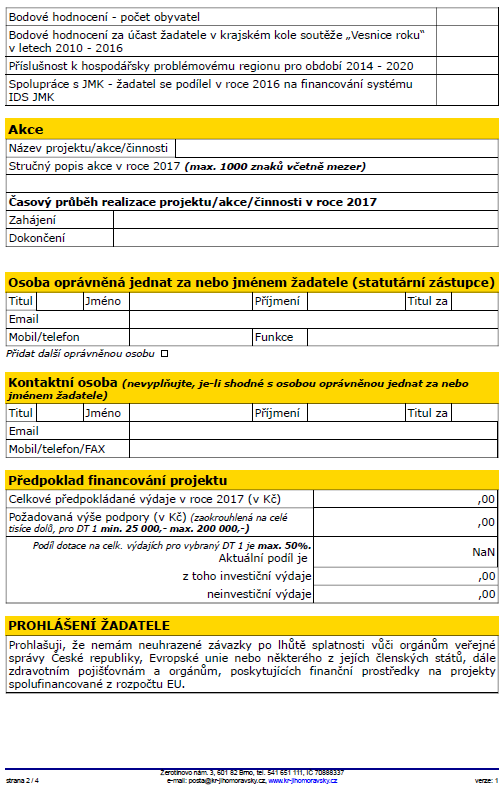 Bodové hodnocení - počet obyvatel
Bodové hodnocení za účast žadatele v krajském kole soutěže „Vesnice roku“
v letech 2010 - 2016
Příslušnost k hospodářsky problémovému regionu pro období 2014 - 2020
Spolupráce s JMK - žadatel se podílel v roce 2016 na financování systému
IDS JMK
Akce
Název projektu/akce/činnosti
Stručný popis akce v roce 2017 (max. 1000 znaků včetně mezer)
Časový průběh realizace projektu/akce/činnosti v roce 2017
Zahájení
Dokončení
Osoba oprávněná jednat za nebo jménem žadatele (statutární zástupce)
Titul Jméno Příjmení Titul za
Email
Mobil/telefon Funkce
Přidat další oprávněnou osobu
Kontaktní osoba (nevyplňujte, je-li shodné s osobou oprávněnou jednat za nebo
jménem žadatele)
Titul Jméno Příjmení Titul za
Email
Mobil/telefon/FAX
Předpoklad financování projektu
Celkové předpokládané výdaje v roce 2017 (v Kč) ,00
Požadovaná výše podpory (v Kč) (zaokrouhlená na celé
tisíce dolů, pro DT 1 min. 25 000,- max. 200 000,-) ,00
Podíl dotace na celk. výdajích pro vybraný DT 1 je max. 50%.
Aktuální podíl je NaN
z toho investiční výdaje ,00
neinvestiční výdaje ,00
PROHLÁŠENÍ ŽADATELE
Prohlašuji, že nemám neuhrazené závazky po lhůtě splatnosti vůči orgánům veřejné
správy České republiky, Evropské unie nebo některého z jejích členských států, dále
zdravotním pojišťovnám a orgánům, poskytujících finanční prostředky na projekty
spolufinancované z rozpočtu EU.
Žerotínovo nám. 3, 601 82 Brno, tel. 541 651 111, IČ 70888337
strana 2 / 4 e-mail: posta@kr-jihomoravsky.cz, www.kr-jihomoravsky.cz verze: 1